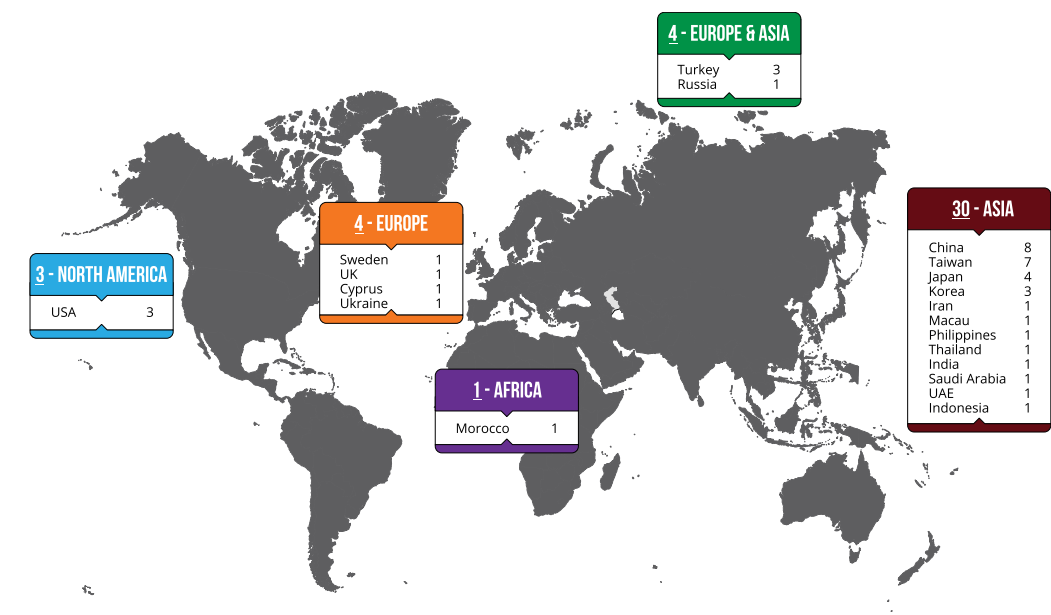 4 - EUROPE & ASIA
Turkey 3
Russia 1
30 - ASIA
China 8
Taiwan 7
Japan 4
Korea 3
Iran 1
Macau 1
Philippines 1
Thailand 1
India 1
Saudi Arabia 1
UAE 1
Indonesia 1
4 - EUROPE
Sweden 1
UK 1
Cyprus 1
Ukraine 1
3 - NORTH AMERICA
USA 3
1 - AFRICA
Morocco 1